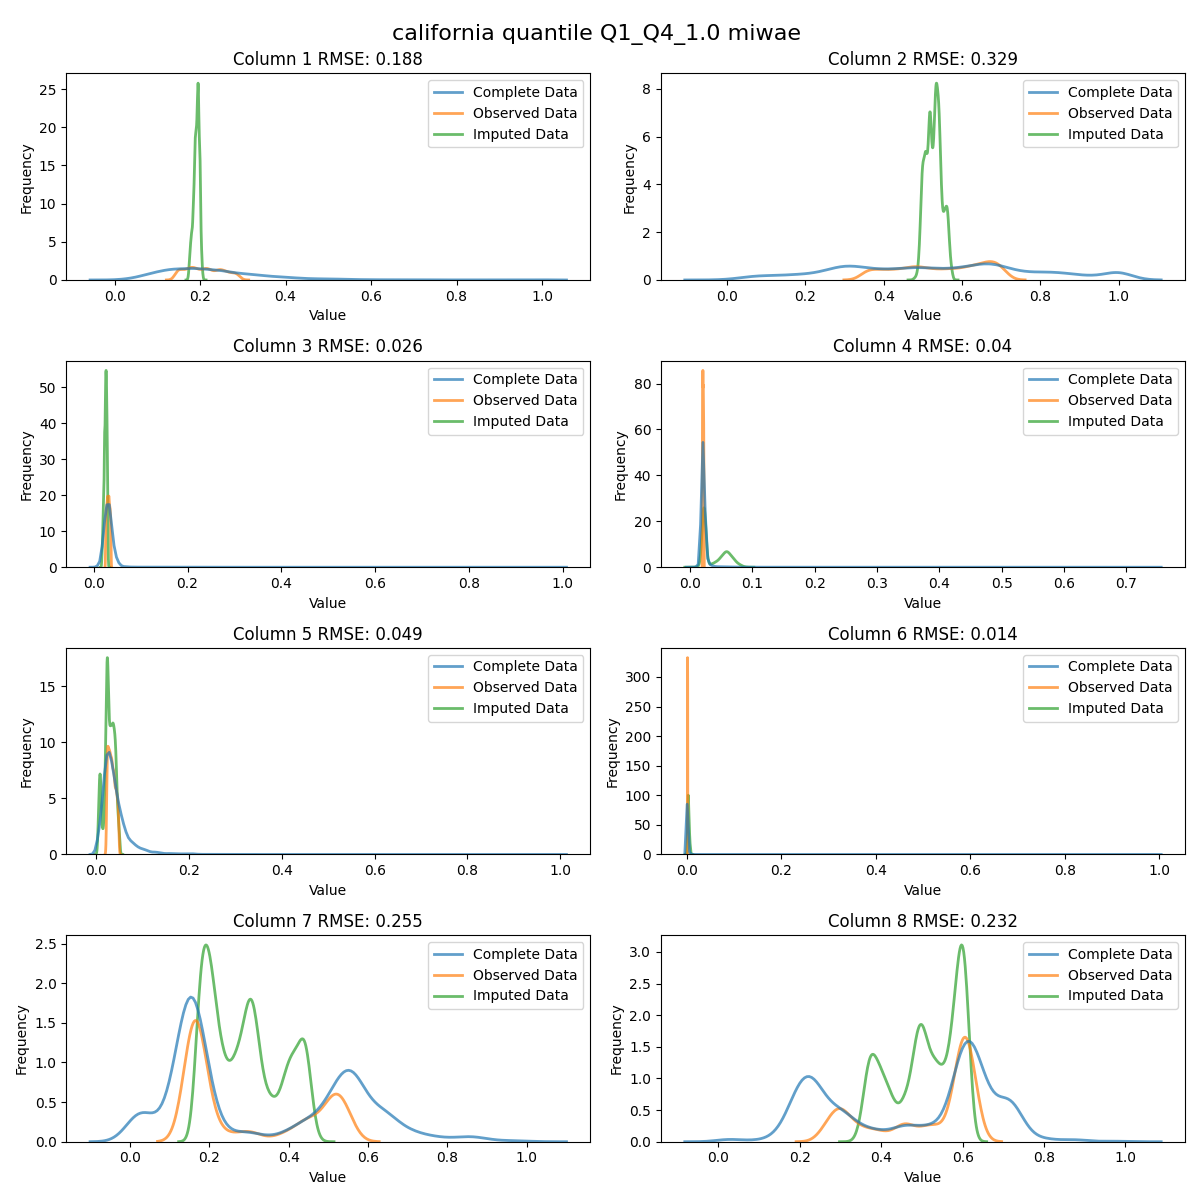 california quantile Q1_Q4_1.0 miwae
Column 1 RMSE: 0.188
Frequency
25
20
15
10
5
0
0.0 0.2 0.4 0.6 0.8 1.0
Value
Complete Data
Observed Data
Imputed Data
Column 2 RMSE: 0.329
Frequency
8
6
4
2
0
0.0 0.2 0.4 0.6 0.8 1.0
Value
Complete Data
Observed Data
Imputed Data
Column 3 RMSE: 0.026
Frequency
50
40
30
20
10
0
0.0 0.2 0.4 0.6 0.8 1.0
Value
Complete Data
Observed Data
Imputed Data
Column 4 RMSE: 0.04
Frequency
80
60
40
20
0
0.0 0.1 0.2 0.3 0.4 0.5 0.6 0.7
Value
Complete Data
Observed Data
Imputed Data
Column 5 RMSE: 0.049
Frequency
15
10
5
0
0.0 0.2 0.4 0.6 0.8 1.0
Value
Complete Data
Observed Data
Imputed Data
Column 6 RMSE: 0.014
Frequency
300
250
200
150
100
50
0
0.0 0.2 0.4 0.6 0.8 1.0
Value
Complete Data
Observed Data
Imputed Data
Column 7 RMSE: 0.255
Frequency
2.5
2.0
1.5
1.0
0.5
0.0
0.0 0.2 0.4 0.6 0.8 1.0
Value
Complete Data
Observed Data
Imputed Data
Column 8 RMSE: 0.232
Frequency
3.0
2.5
2.0
1.5
1.0
0.5
0.0
0.0 0.2 0.4 0.6 0.8 1.0
Value
Complete Data
Observed Data
Imputed Data